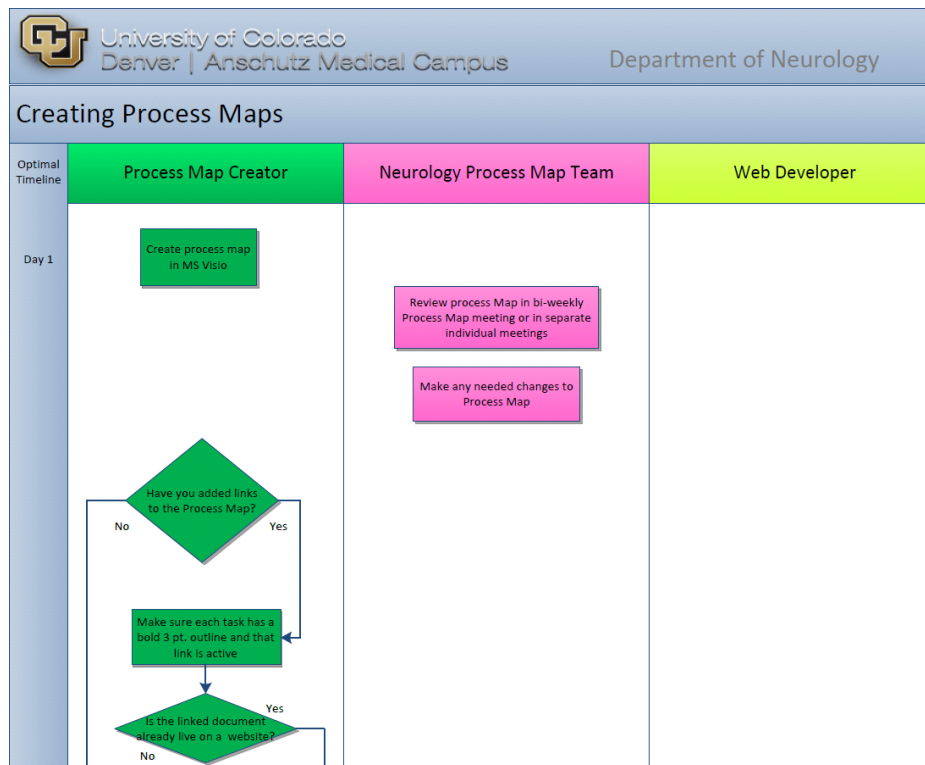 CU
University of Colorado
Denver | Anschutz Medical Campus
Department of Neurology
Creating Process Maps
Optimal
Timeline
Process Map Creator
Neurology Process Map Team
Web Developer
Day 1
Create process map
in MS Visio
Review process Map in bi-weekly
Process Map meeting or in separate
individual meetings
Make any needed changes to
Process Map
Have you added links
to the Process Map?
No
Yes
Make sure each task has a
bold 3 pt. outline and that
link is active
Yes
Is the linked document
already live on a website?
No